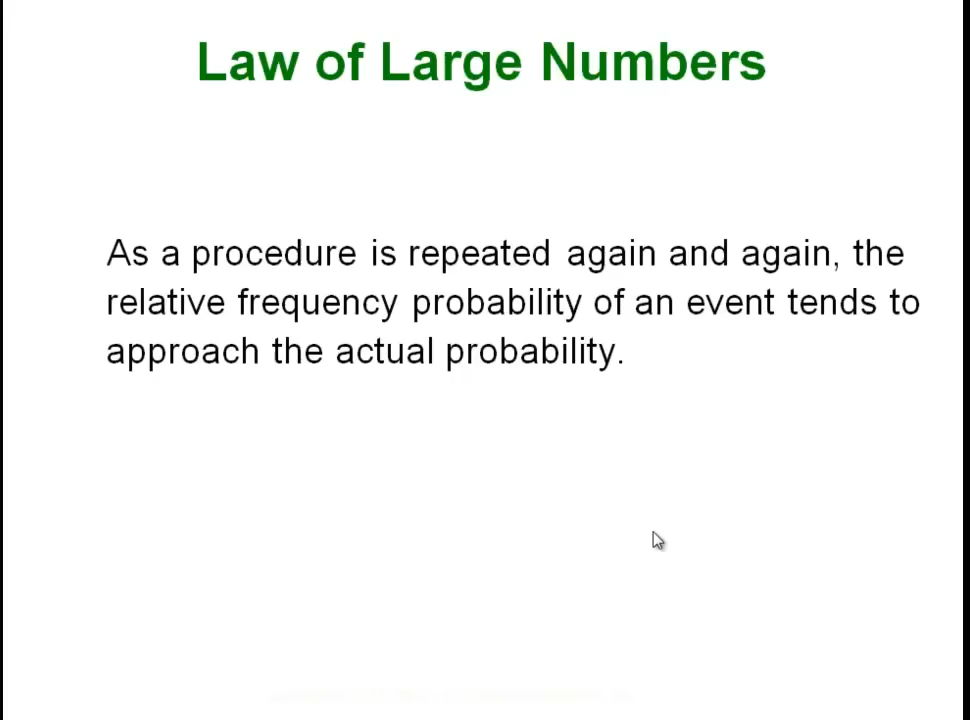 Law of Large Numbers
As a procedure is repeated again and again, the
relative frequency probability of an event tends to
approach the actual probability.